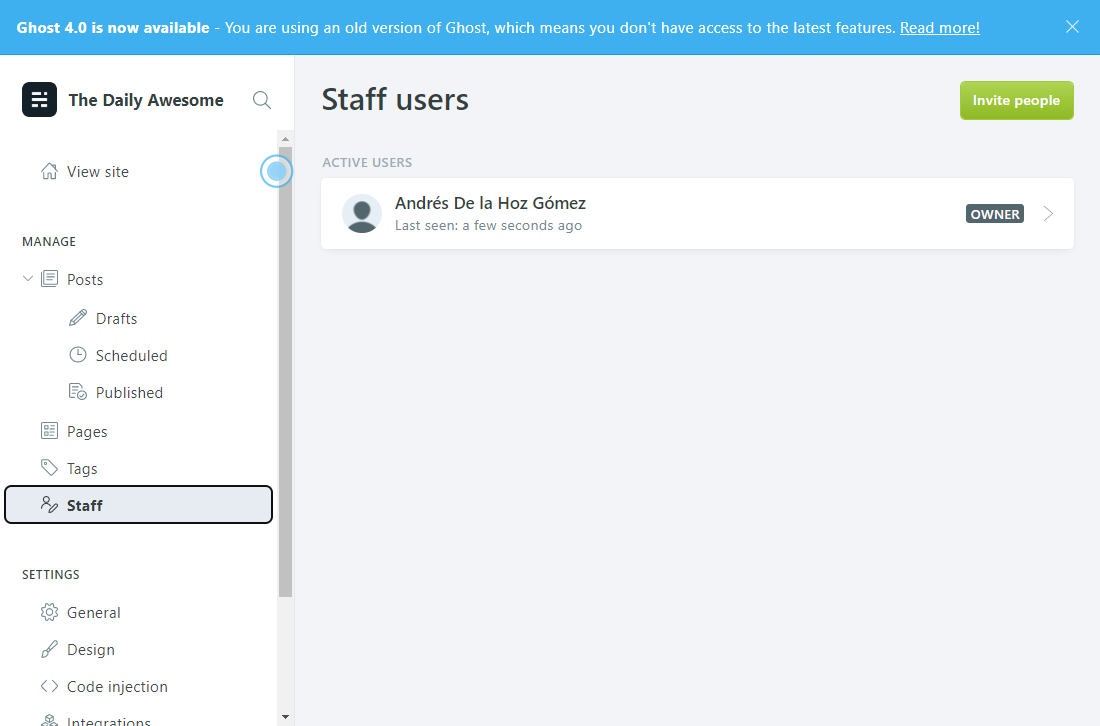 Ghost 4.0 is now available - You are using an old version of Ghost, which means you don't have access to the latest features. Read more!
The Daily Awesome
View site
MANAGE
Posts
Drafts
Scheduled
Published
Pages
Tags
Staff
SETTINGS
General
Design
Code injection
Integrations
Staff users
Invite people
ACTIVE USERS
Andrés De la Hoz Gómez
Last seen: a few seconds ago
OWNER